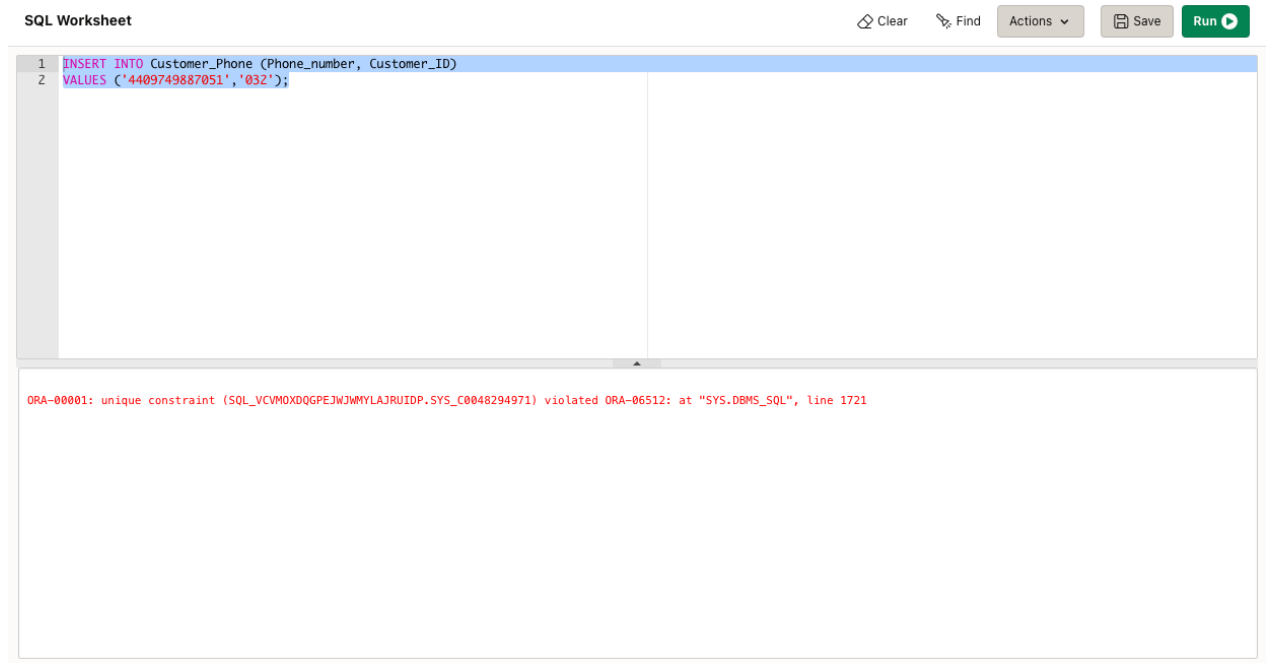 SQL Worksheet
Clear
Find
Actions
Save
Run
1 INSERT INTO Customer_Phone (Phone_number, Customer_ID)
2 VALUES ('4409749887051','032');
ORA-00001: unique constraint (SQL_VCVMOXDQGPEJWJWMYLAJRUIDP.SYS_C0048294971) violated ORA-06512: at "SYS.DBMS_SQL", line 1721